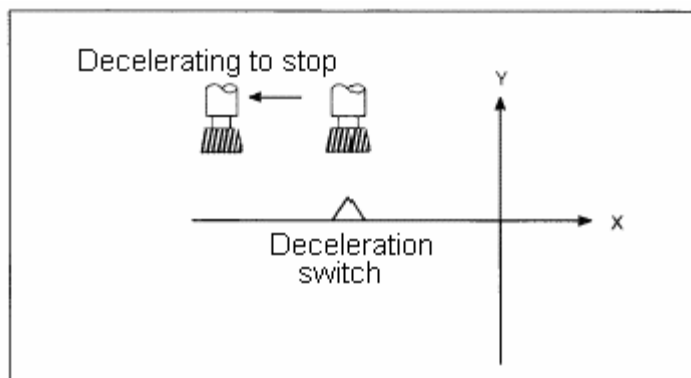 Decelerating to stop
Y
X
Deceleration
switch